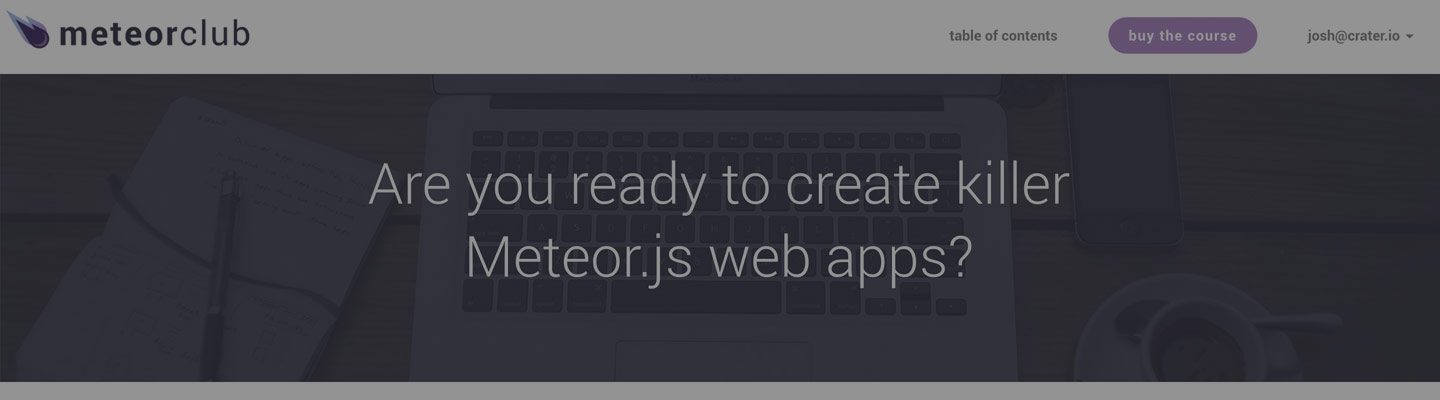 meteorclub
table of contents
buy the course
josh@crater.io
Are you ready to create killer
Meteor.js web apps?